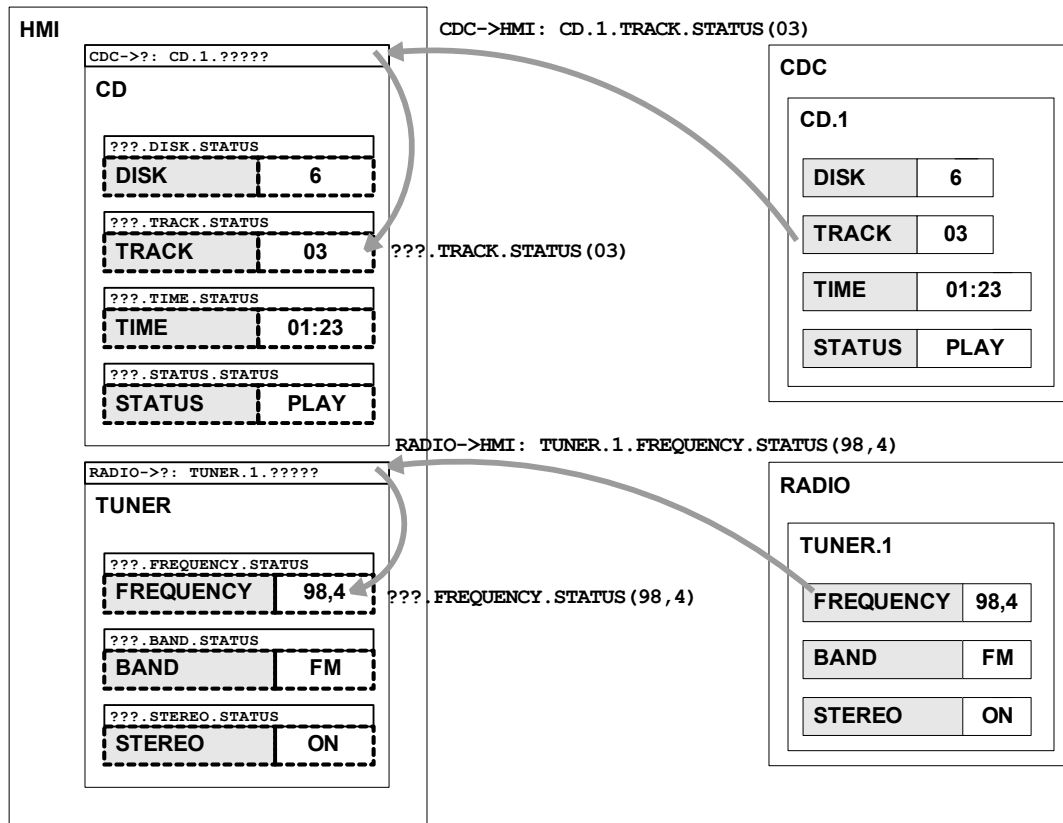 HMI
CDC->?: CD.1.?????
CD
???.DISK.STATUS
DISK 6
???.TRACK.STATUS
TRACK 03
???.TIME.STATUS
TIME 01:23
???.STATUS.STATUS
STATUS PLAY
CDC->HMI: CD.1.TRACK.STATUS(03)
???.TRACK.STATUS(03)
CDC
CD.1
DISK 6
TRACK 03
TIME 01:23
STATUS PLAY
RADIO->?: TUNER.1.?????
TUNER
???.FREQUENCY.STATUS
FREQUENCY 98,4
???.BAND.STATUS
BAND FM
???.STEREO.STATUS
STEREO ON
RADIO->HMI: TUNER.1.FREQUENCY.STATUS(98,4)
???.FREQUENCY.STATUS(98,4)
RADIO
TUNER.1
FREQUENCY 98,4
BAND FM
STEREO ON